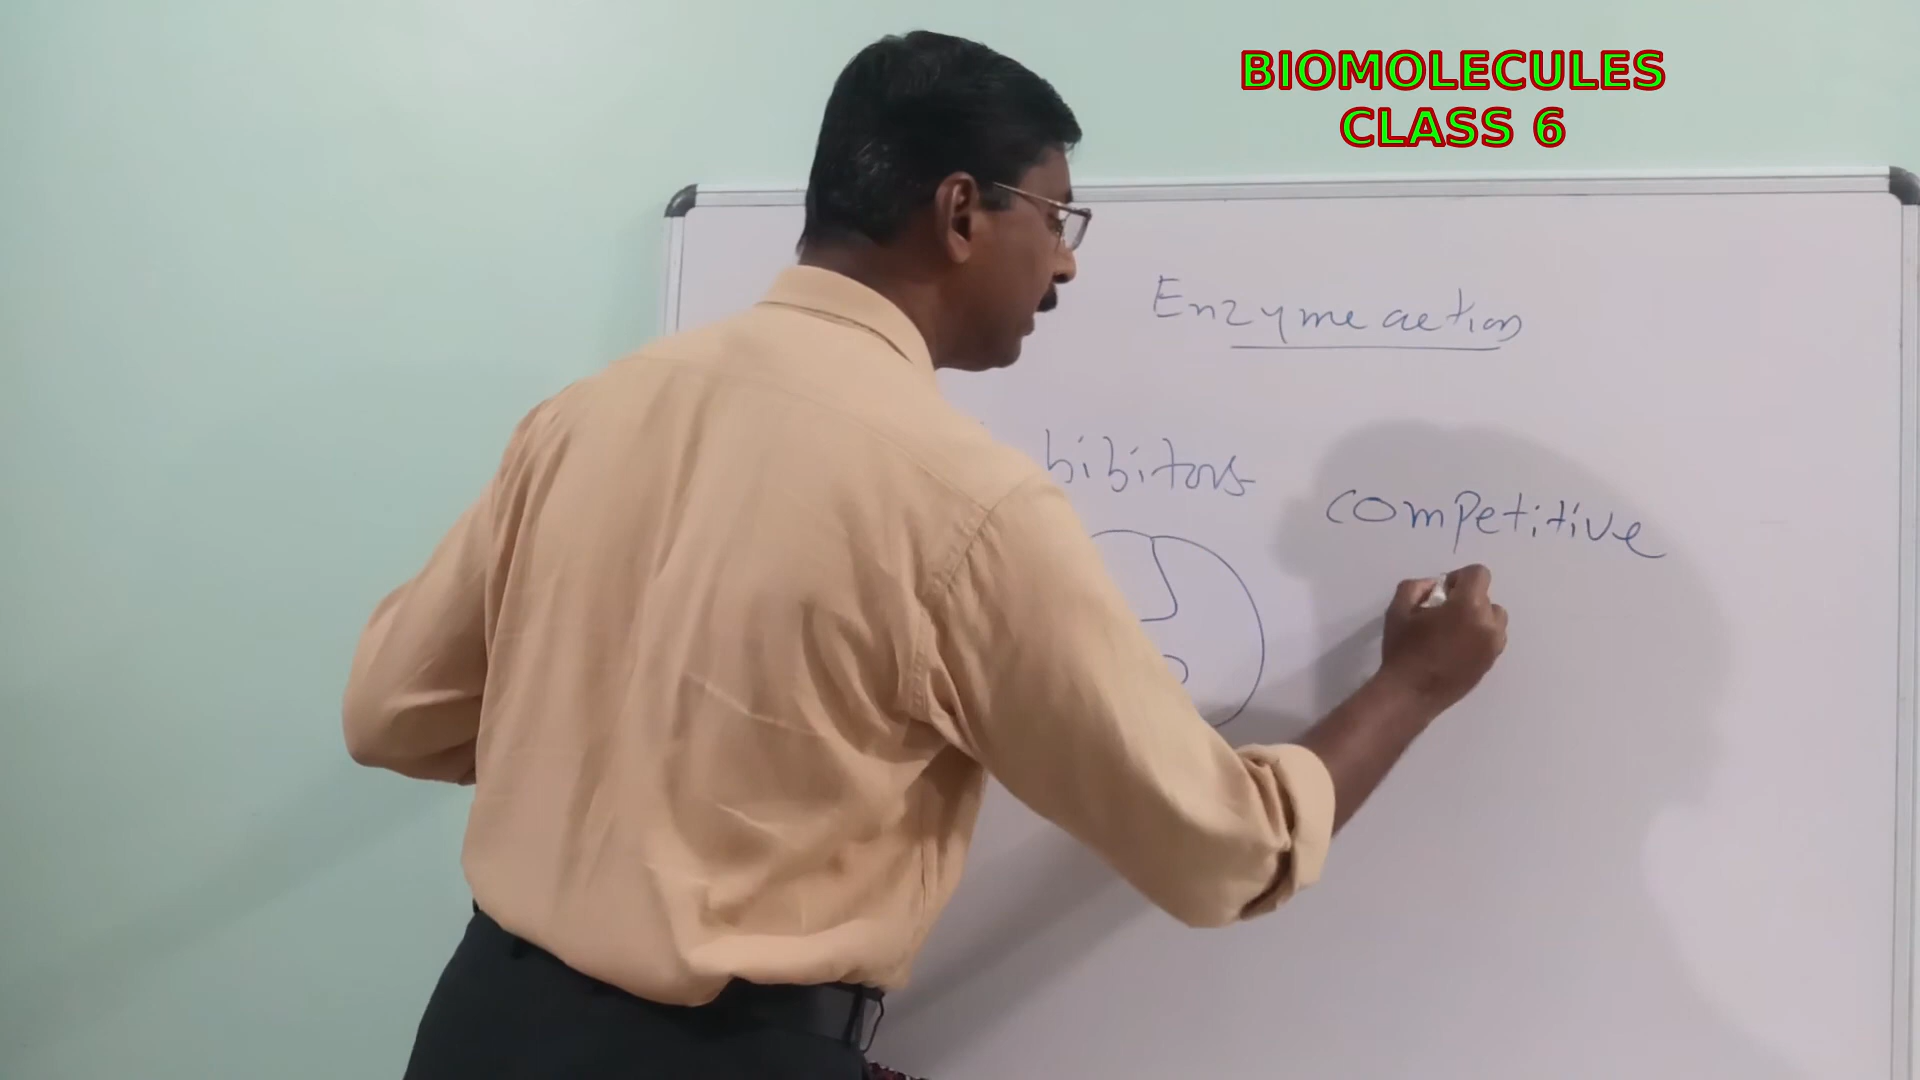 BIOMOLECULES
CLASS 6
Enzyme action
hibitors
competitive